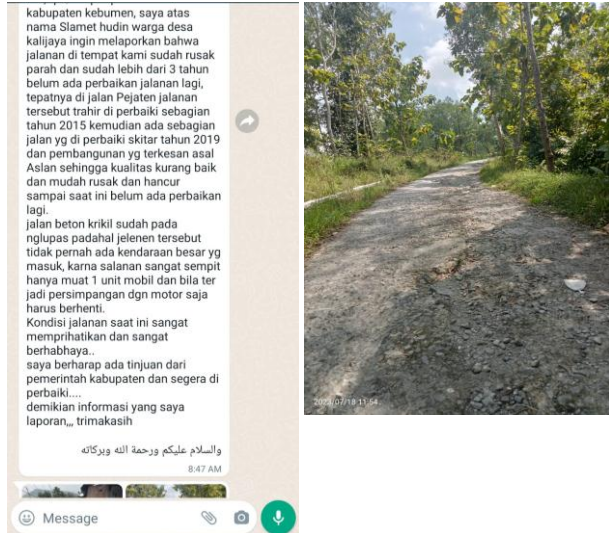 kabupaten kebumen, saya atas
nama Slamet hudin warga desa
kalijaya ingin melaporkan bahwa
jalanan di tempat kami sudah rusak
parah dan sudah lebih dari 3 tahun
belum ada perbaikan jalanan lagi,
tepatnya di jalan Pejaten jalanan
tersebut trahir di perbaiki sebagian
tahun 2015 kemudian ada sebagian
jalan yg di perbaiki skitar tahun 2019
dan pembangunan yg terkesan asal
Aslan sehingga kualitas kurang baik
dan mudah rusak dan hancur
sampai saat ini belum ada perbaikan
lagi.
jalan beton krikil sudah pada
nglupas padahal jelenen tersebut
tidak pernah ada kendaraan besar yg
masuk, karna salanan sangat sempit
hanya muat 1 unit mobil dan bila ter
jadi persimpangan dgn motor saja
harus berhenti.
Kondisi jalanan saat ini sangat
memprihatikan dan sangat
berhabhaya..
saya berharap ada tinjuan dari
pemerintah kabupaten dan segera di
perbaiki....
demikian informasi yang saya
laporan,,, trimakasih
والسلام عليكم ورحمة الله وبركاته
8:47 AM
Message
2023/07/18 11:54